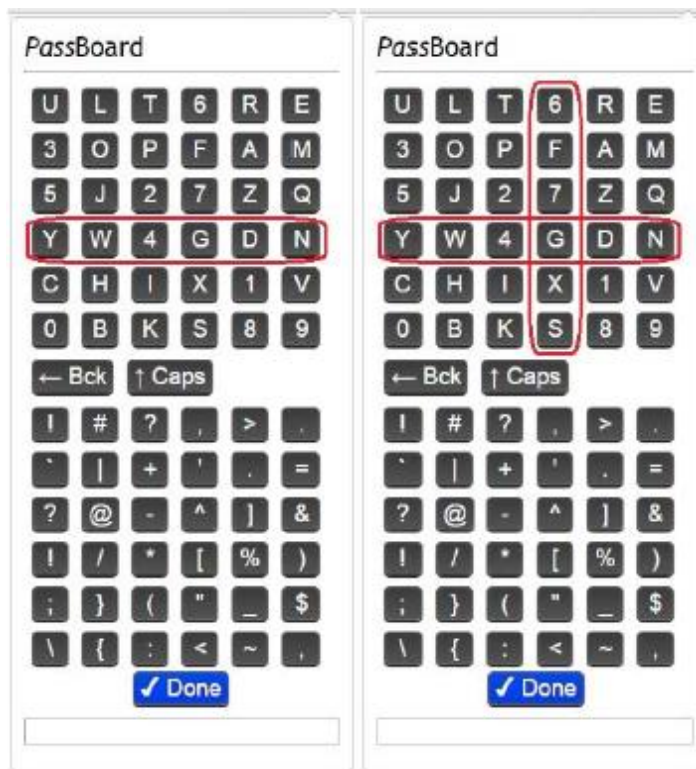 PassBoard
U L T 6 R E
3 O P F A M
5 J 2 7 Z Q
Y W 4 G D N
C H I X 1 V
0 B K S 8 9
← Bck ↑ Caps
! # ? , > .
` | + ' . =
? @ - ^ ] &
! / * [ % )
; } ( " _ $
\ { : < ~ ,
✓ Done
PassBoard
U L T 6 R E
3 O P F A M
5 J 2 7 Z Q
Y W 4 G D N
C H I X 1 V
0 B K S 8 9
← Bck ↑ Caps
! # ? , > .
` | + ' . =
? @ - ^ ] &
! / * [ % )
; } ( " _ $
\ { : < ~ ,
✓ Done